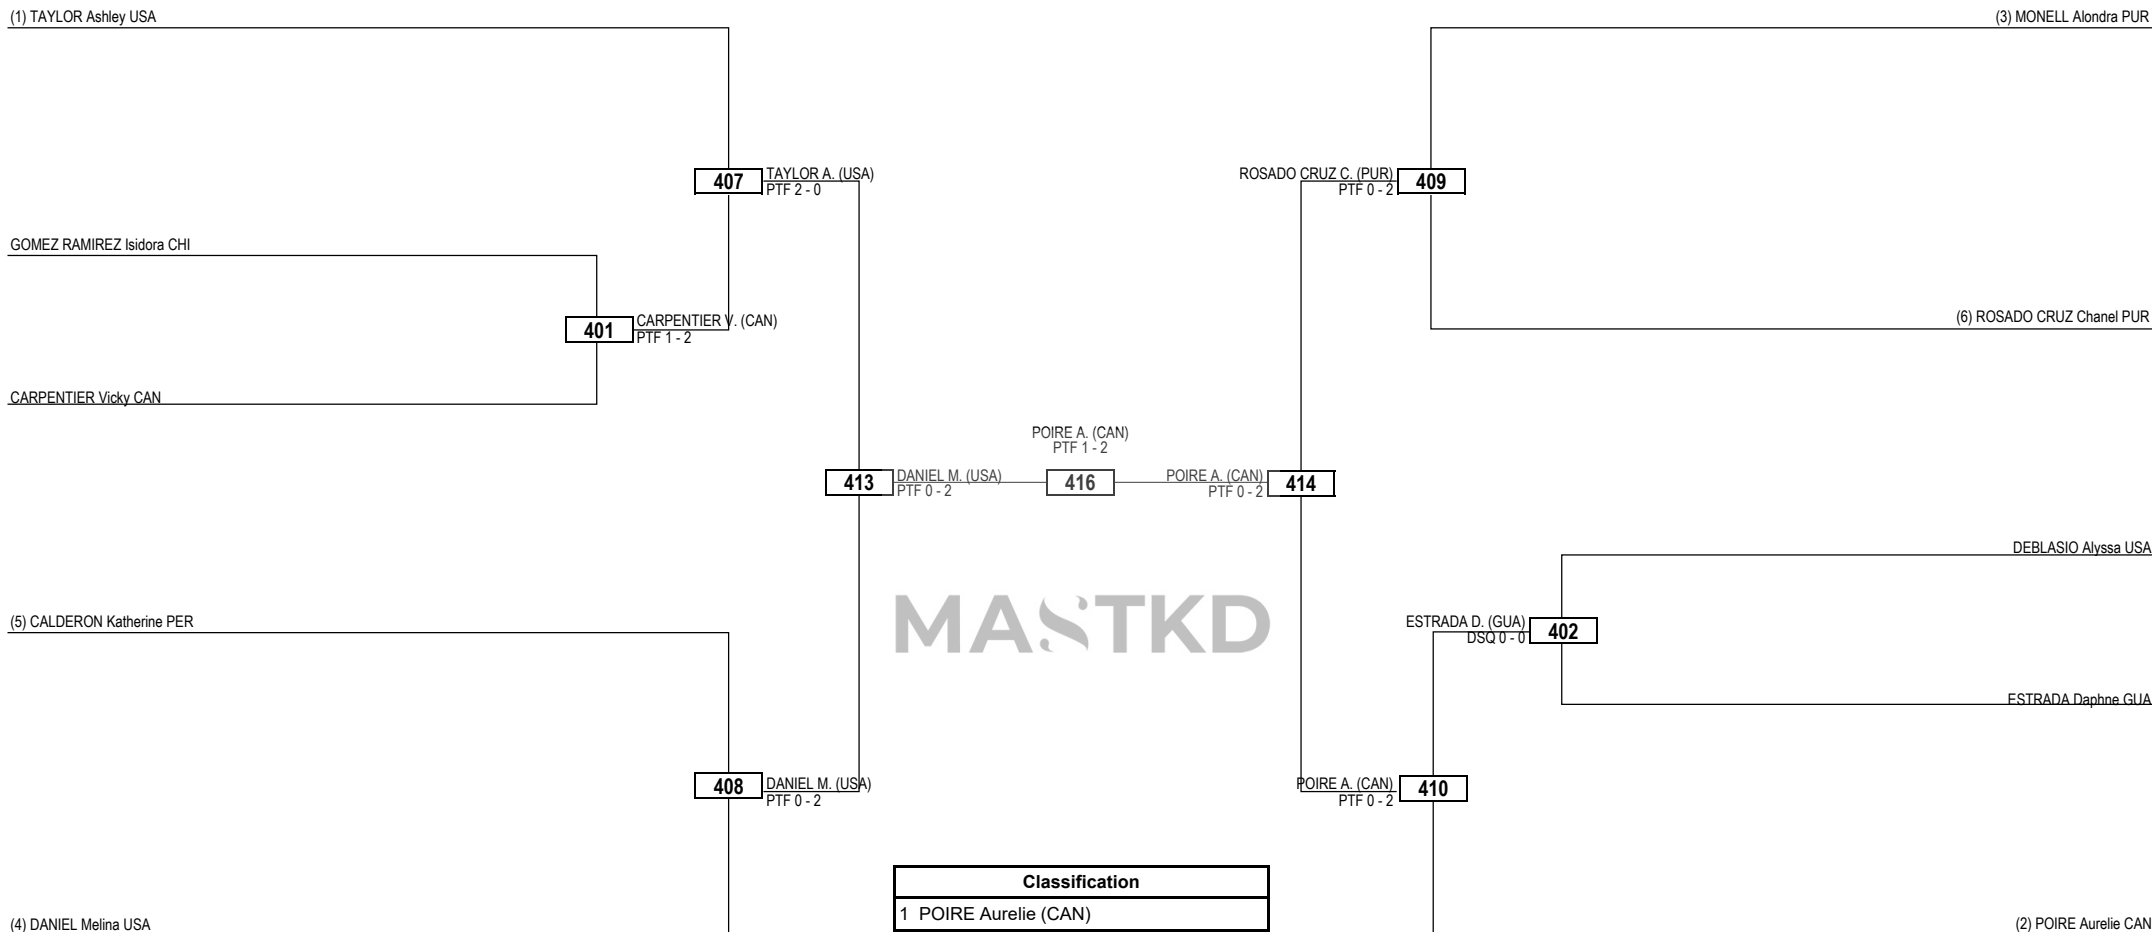 (1) TAYLOR Ashley USA
(3) MONELL Alondra PUR
407
TAYLOR A. (USA)
PTF 2 - 0
ROSADO CRUZ C. (PUR)
PTF 0 - 2
409
GOMEZ RAMIREZ Isidora CHI
401
CARPENTIER V. (CAN)
PTF 1 - 2
(6) ROSADO CRUZ Chanel PUR
CARPENTIER Vicky CAN
POIRE A. (CAN)
PTF 1 - 2
413
DANIEL M. (USA)
PTF 0 - 2
416
POIRE A. (CAN)
PTF 0 - 2
414
DEBLASIO Alyssa USA
MASTKD
(5) CALDERON Katherine PER
ESTRADA D. (GUA)
DSQ 0 - 0
402
ESTRADA Daphne GUA
408
DANIEL M. (USA)
PTF 0 - 2
POIRE A. (CAN)
PTF 0 - 2
410
Classification
1 POIRE Aurelie (CAN)
(4) DANIEL Melina USA
(2) POIRE Aurelie CAN